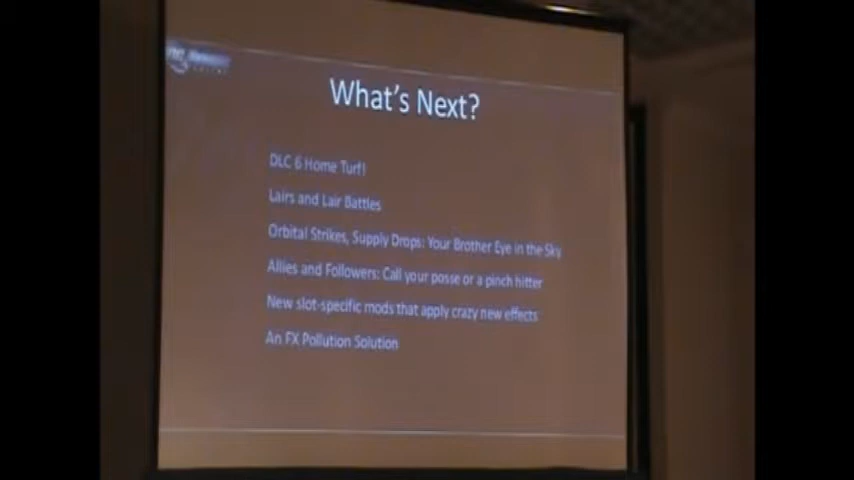 What's Next?
DLC 6 Home Turf!
Lairs and Lair Battles
Orbital Strikes, Supply Drops: Your Brother Eye in the Sky
Allies and Followers: Call your posse or a pinch hitter
New slot-specific mods that apply crazy new effects
An FX Pollution Solution